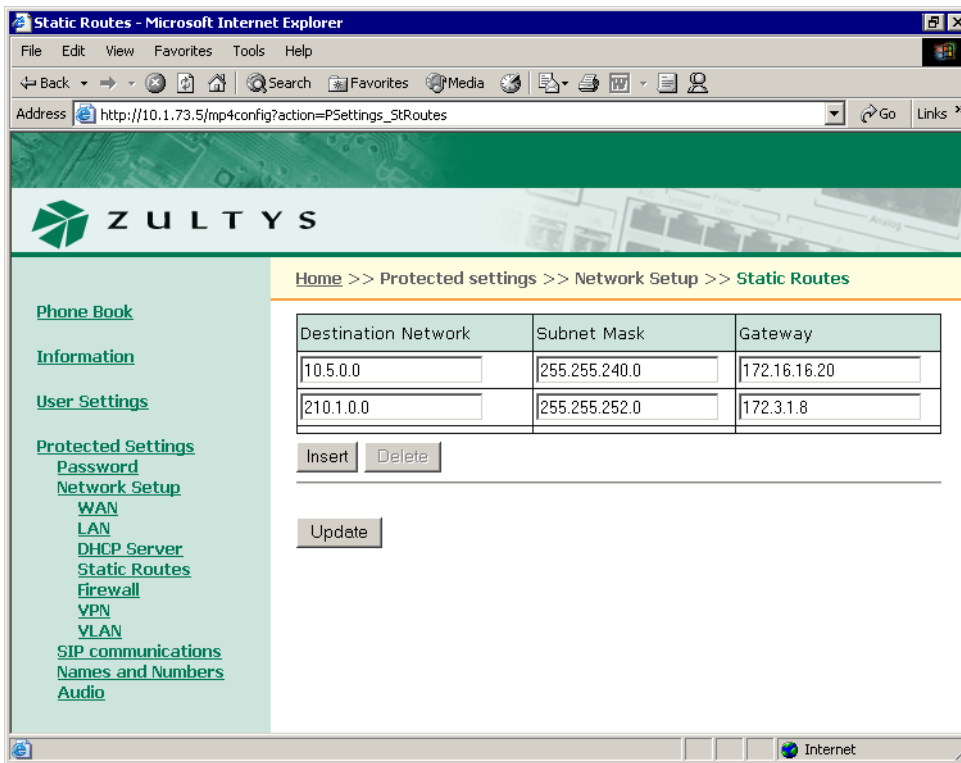 Static Routes - Microsoft Internet Explorer
File Edit View Favorites Tools Help
Back Search Favorites Media
Address http://10.1.73.5/mp4config?action=PSettings_StRoutes Go Links
ZULTYS
Home >> Protected settings >> Network Setup >> Static Routes
Phone Book
Information
User Settings
Protected Settings
Password
Network Setup
WAN
LAN
DHCP Server
Static Routes
Firewall
VPN
VLAN
SIP communications
Names and Numbers
Audio
Destination Network Subnet Mask Gateway
10.5.0.0 255.255.240.0 172.16.16.20
210.1.0.0 255.255.252.0 172.3.1.8
Insert Delete
Update
Internet